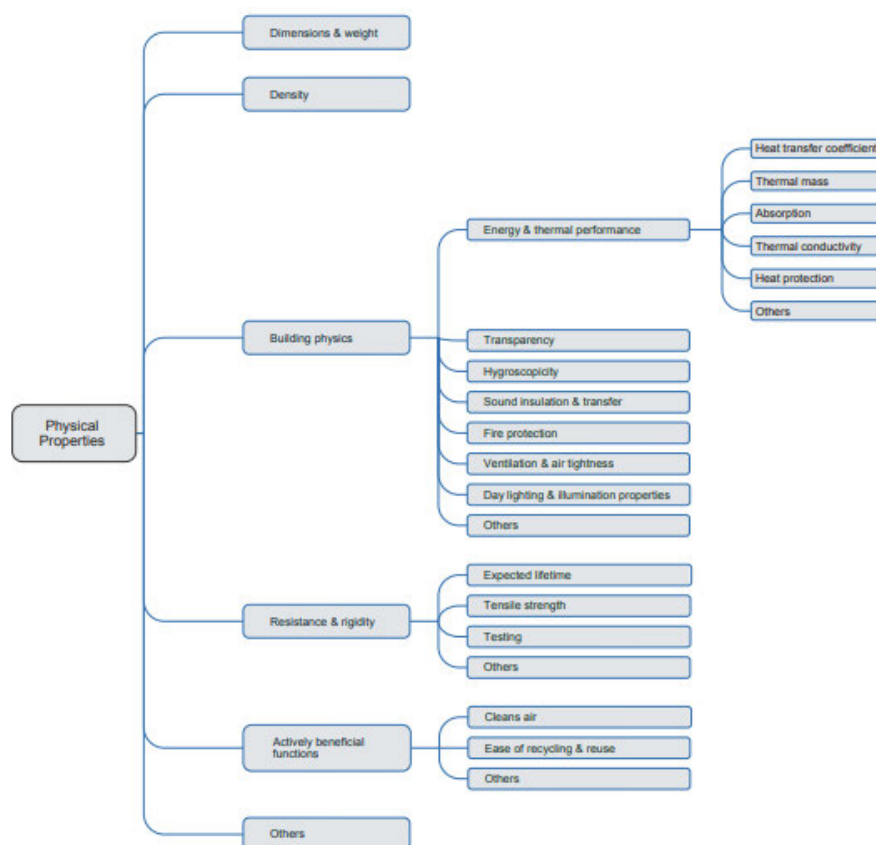 Dimensions & weight
Density
Heat transfer coefficient
Thermal mass
Absorption
Energy & thermal performance
Thermal conductivity
Heat protection
Others
Building physics
Transparency
Hygroscopicity
Sound insulation & transfer
Physical
Properties
Fire protection
Ventilation & air tightness
Day lighting & illumination properties
Others
Expected lifetime
Tensile strength
Resistance & rigidity
Testing
Others
Cleans air
Actively beneficial
functions
Ease of recycling & reuse
Others
Others